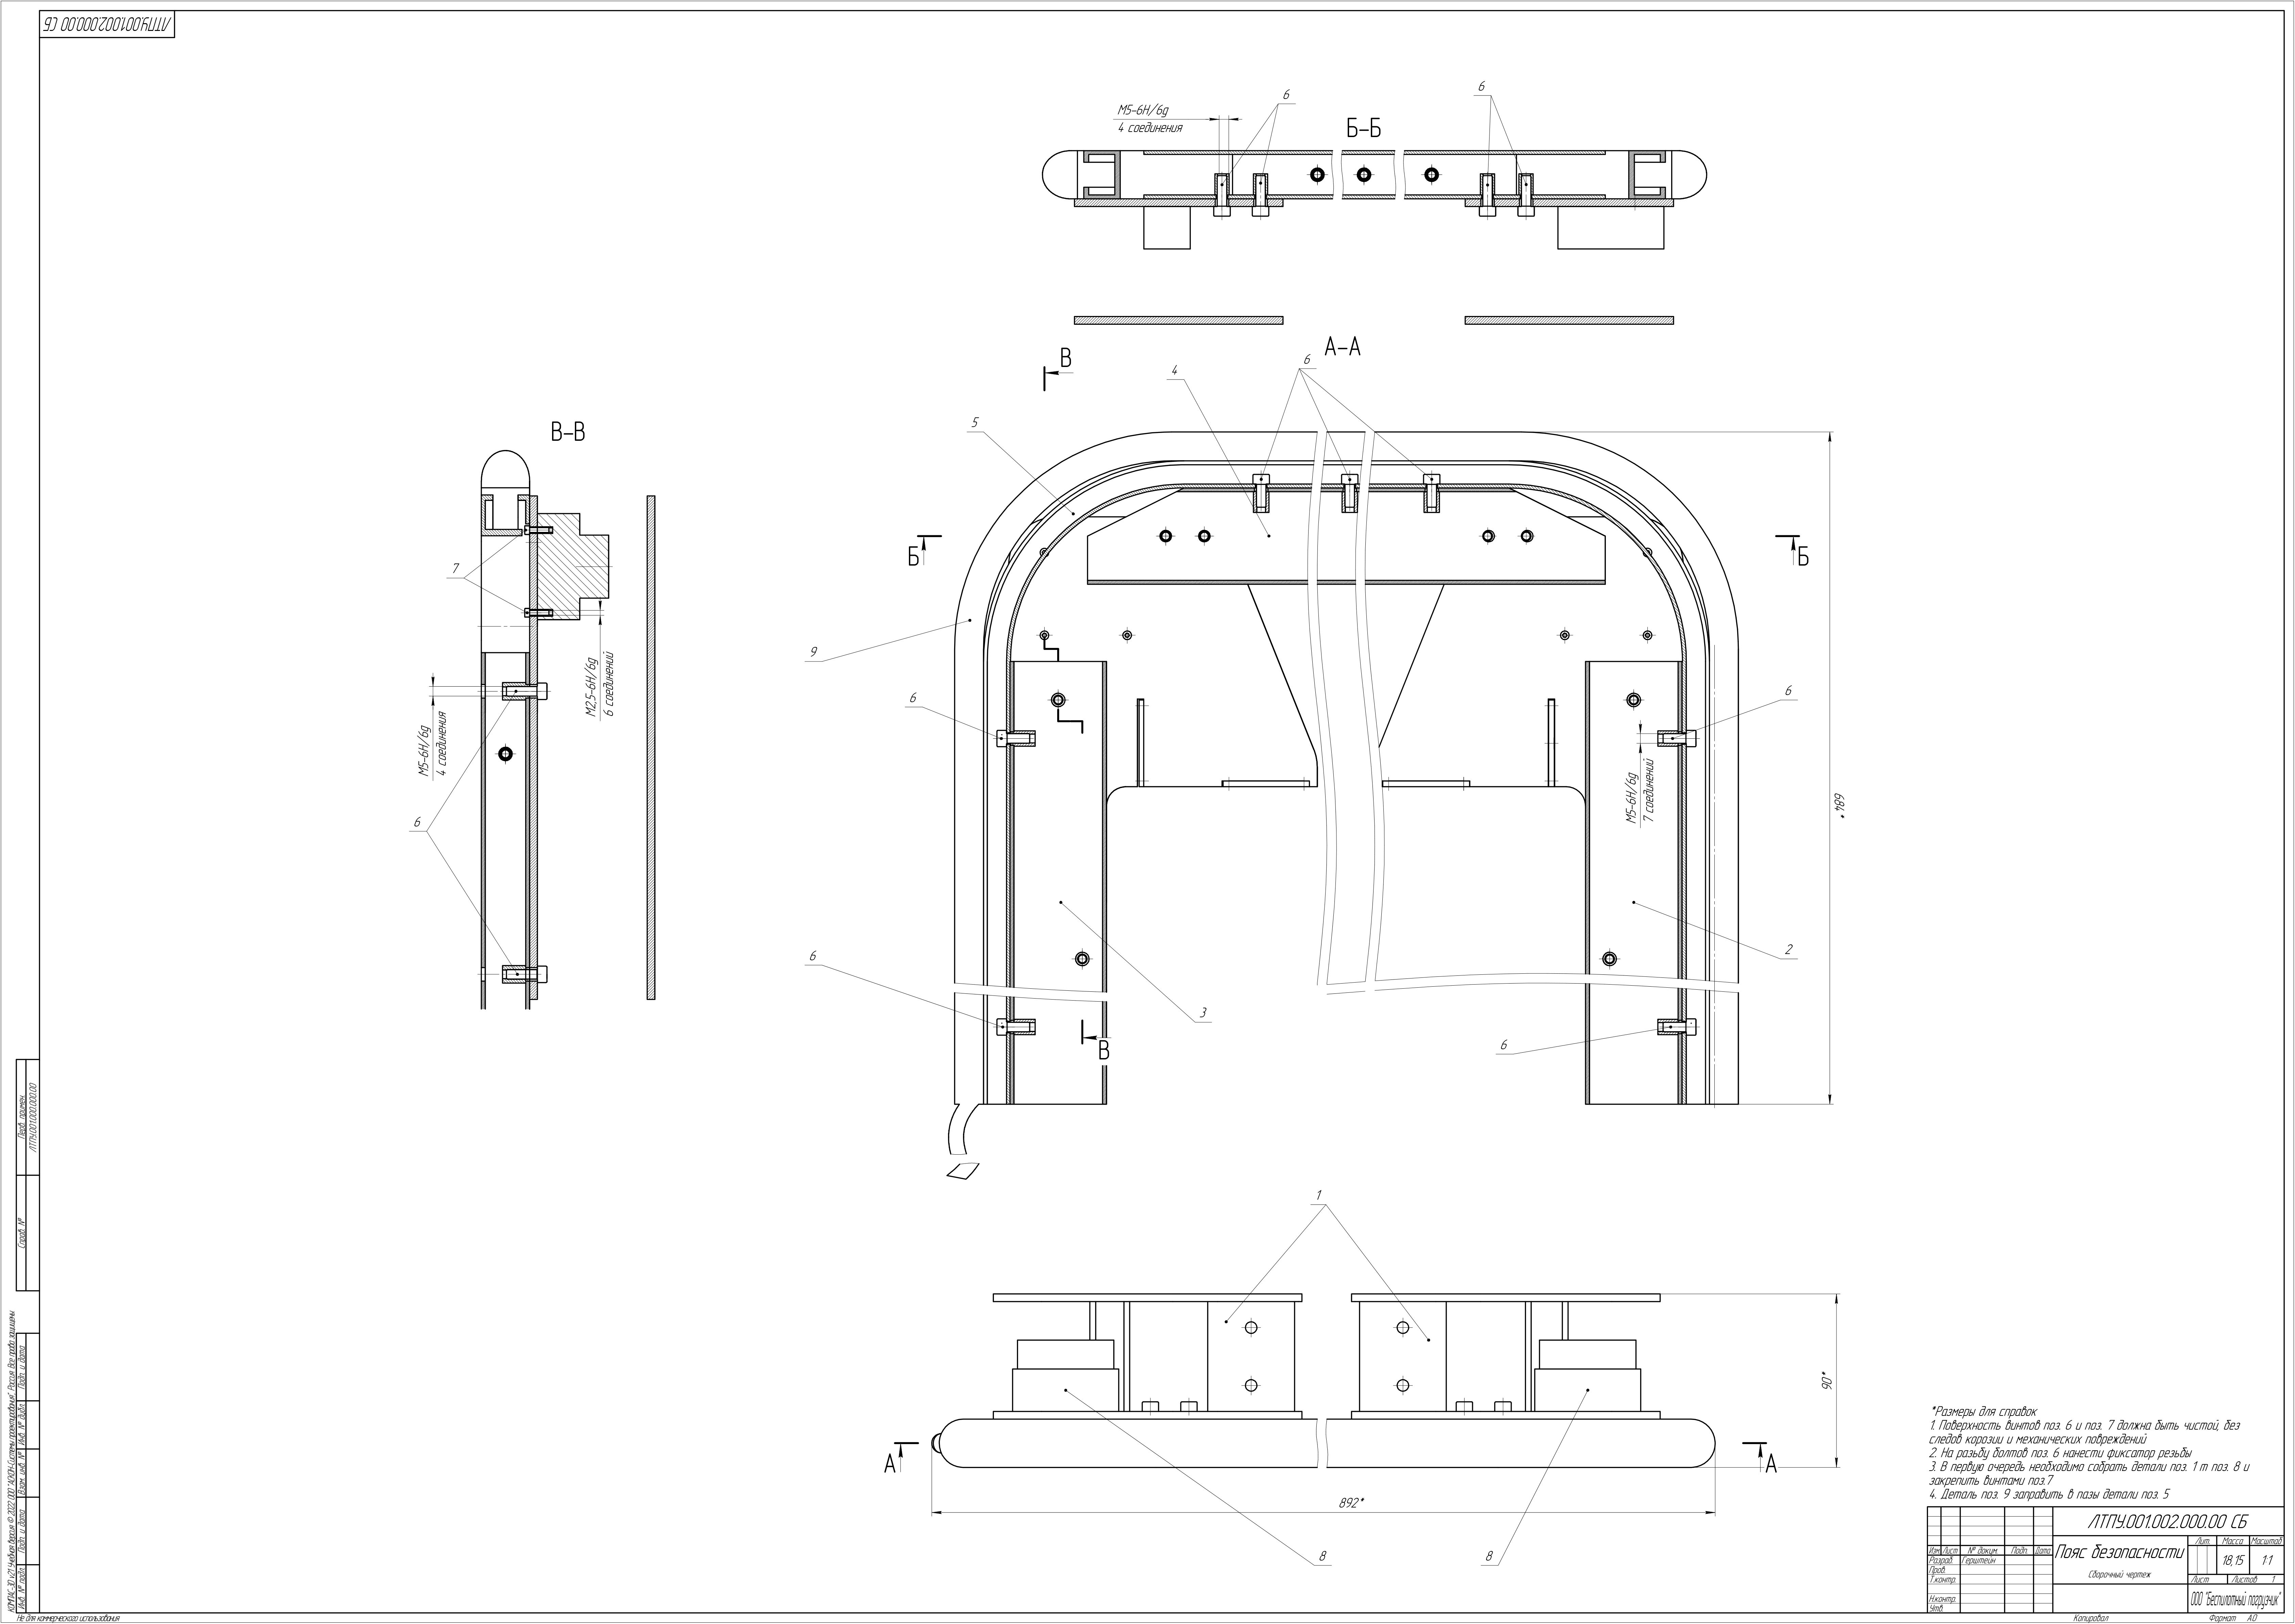 ЛТПУ.001.002.000.00 СБ
М5-6Н/6g
4 соединения
6
6
Б-Б
А-А
В
4
6
5
В-В
Б
Б
7
9
М2,5-6Н/6g
6 соединений
М5-6Н/6g
4 соединения
6
6
6
М5-6Н/6g
7 соединений
684*
6
2
3
6
В
1
90*
А
А
892*
8
8
*Размеры для справок
1. Поверхность винтов поз. 6 и поз. 7 должна быть чистой, без
следов корозии и механических повреждений
2. На разьбу болтов поз. 6 нанести фиксатор резьбы
3. В первую очередь необходимо собрать детали поз. 1 т поз. 8 и
закрепить винтами поз.7
4. Деталь поз. 9 заправить в пазы детали поз. 5
ЛТПУ.001.002.000.00 СБ
Изм. Лист № докум. Подп. Дата
Разраб. Герштейн
Пров.
Т.контр.
Н.контр.
Утв.
Пояс безопасности
Сборочный чертеж
Лит. Масса Масштаб
18,15 1:1
Лист Листов 1
ООО "Беспилотный погрузчик"
Копировал Формат А0
Перв. примен.
ЛТПУ.001.000.000.00
Справ. №
Подп. и дата
Инв. № дубл.
Взам. инв. №
Подп. и дата
Инв. № подл.
КОМПАС-3D v21 Учебная версия © 2022 ООО "АСКОН-Системы проектирования", Россия. Все права защищены.
Не для коммерческого использования